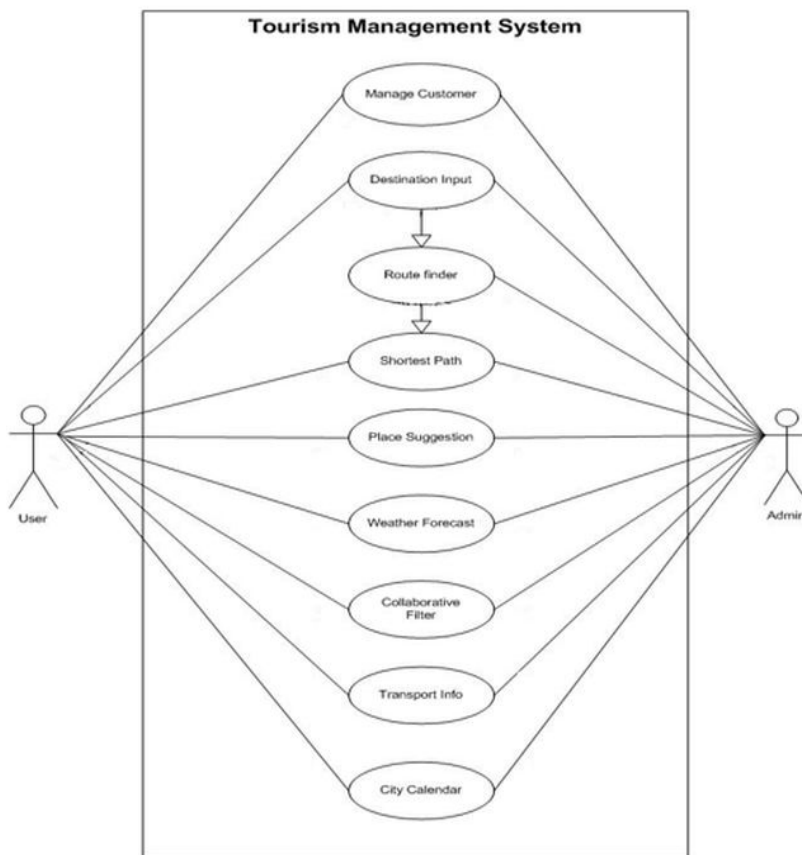 Tourism Management System
Manage Customer
Destination Input
Route finder
Shortest Path
Place Suggestion
User
Admin
Weather Forecast
Collaborative
Filter
Transport Info
City Calendar